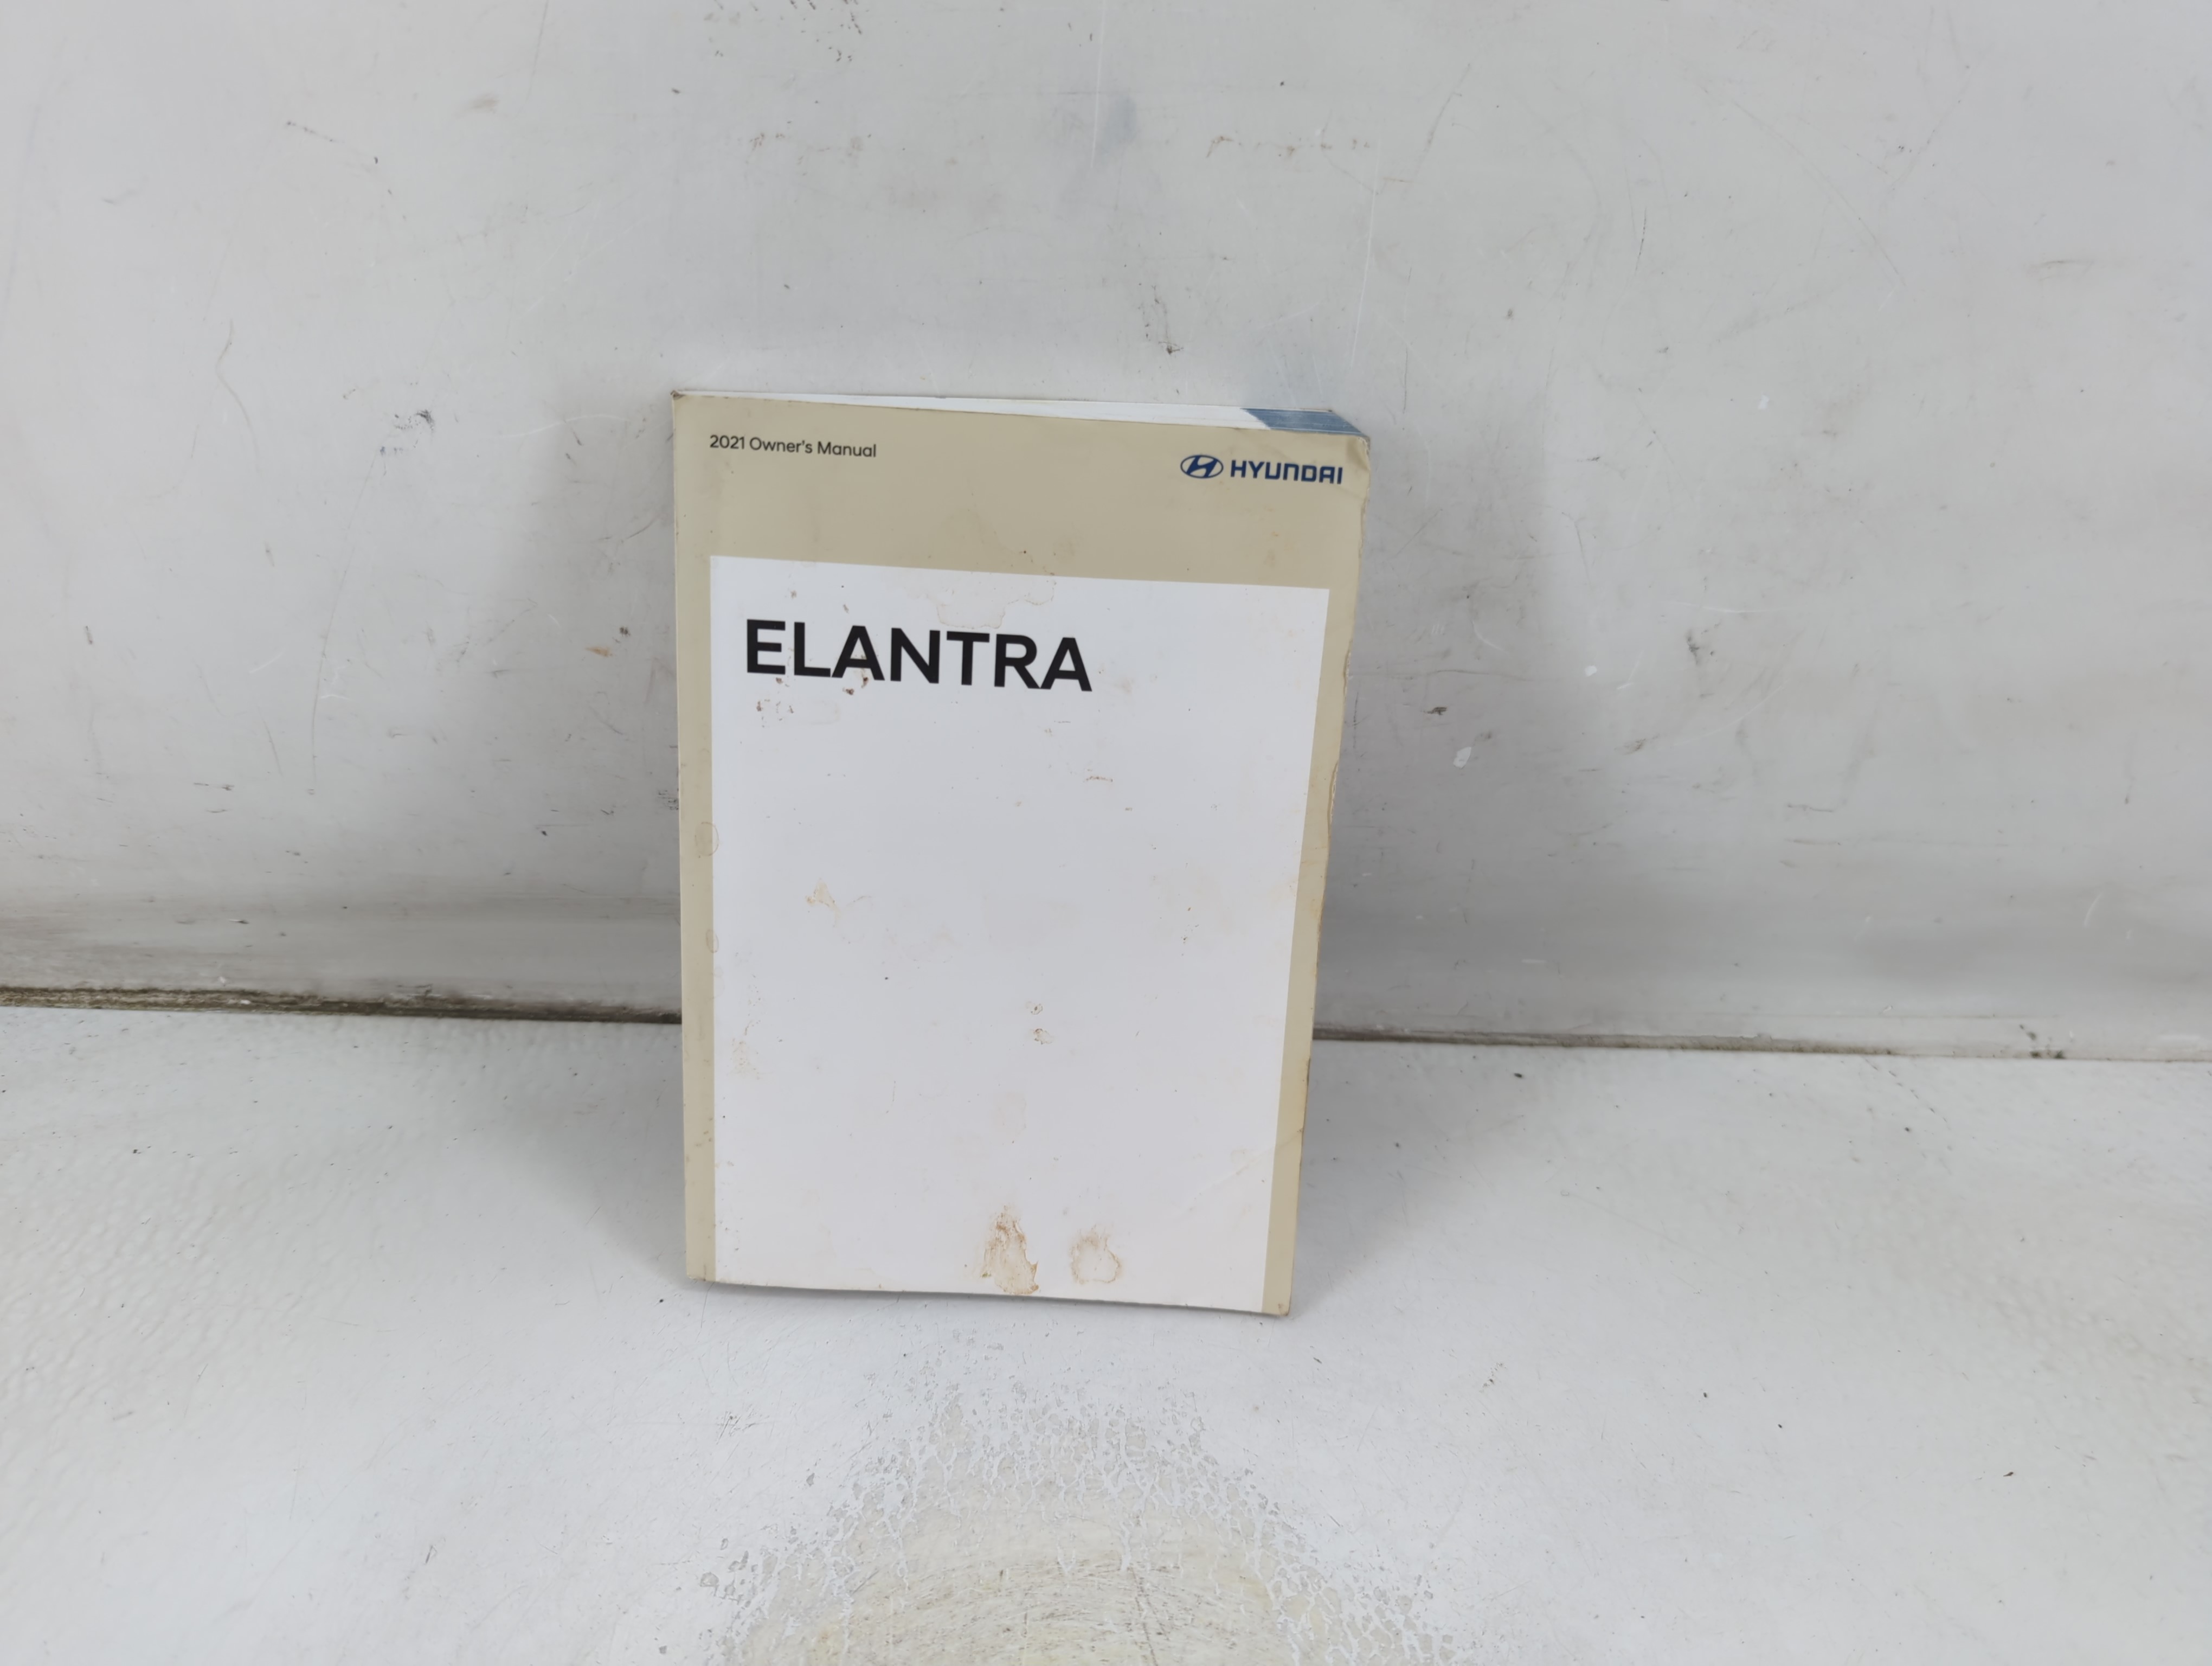 2021 Owner's Manual
HYUNDAI
ELANTRA